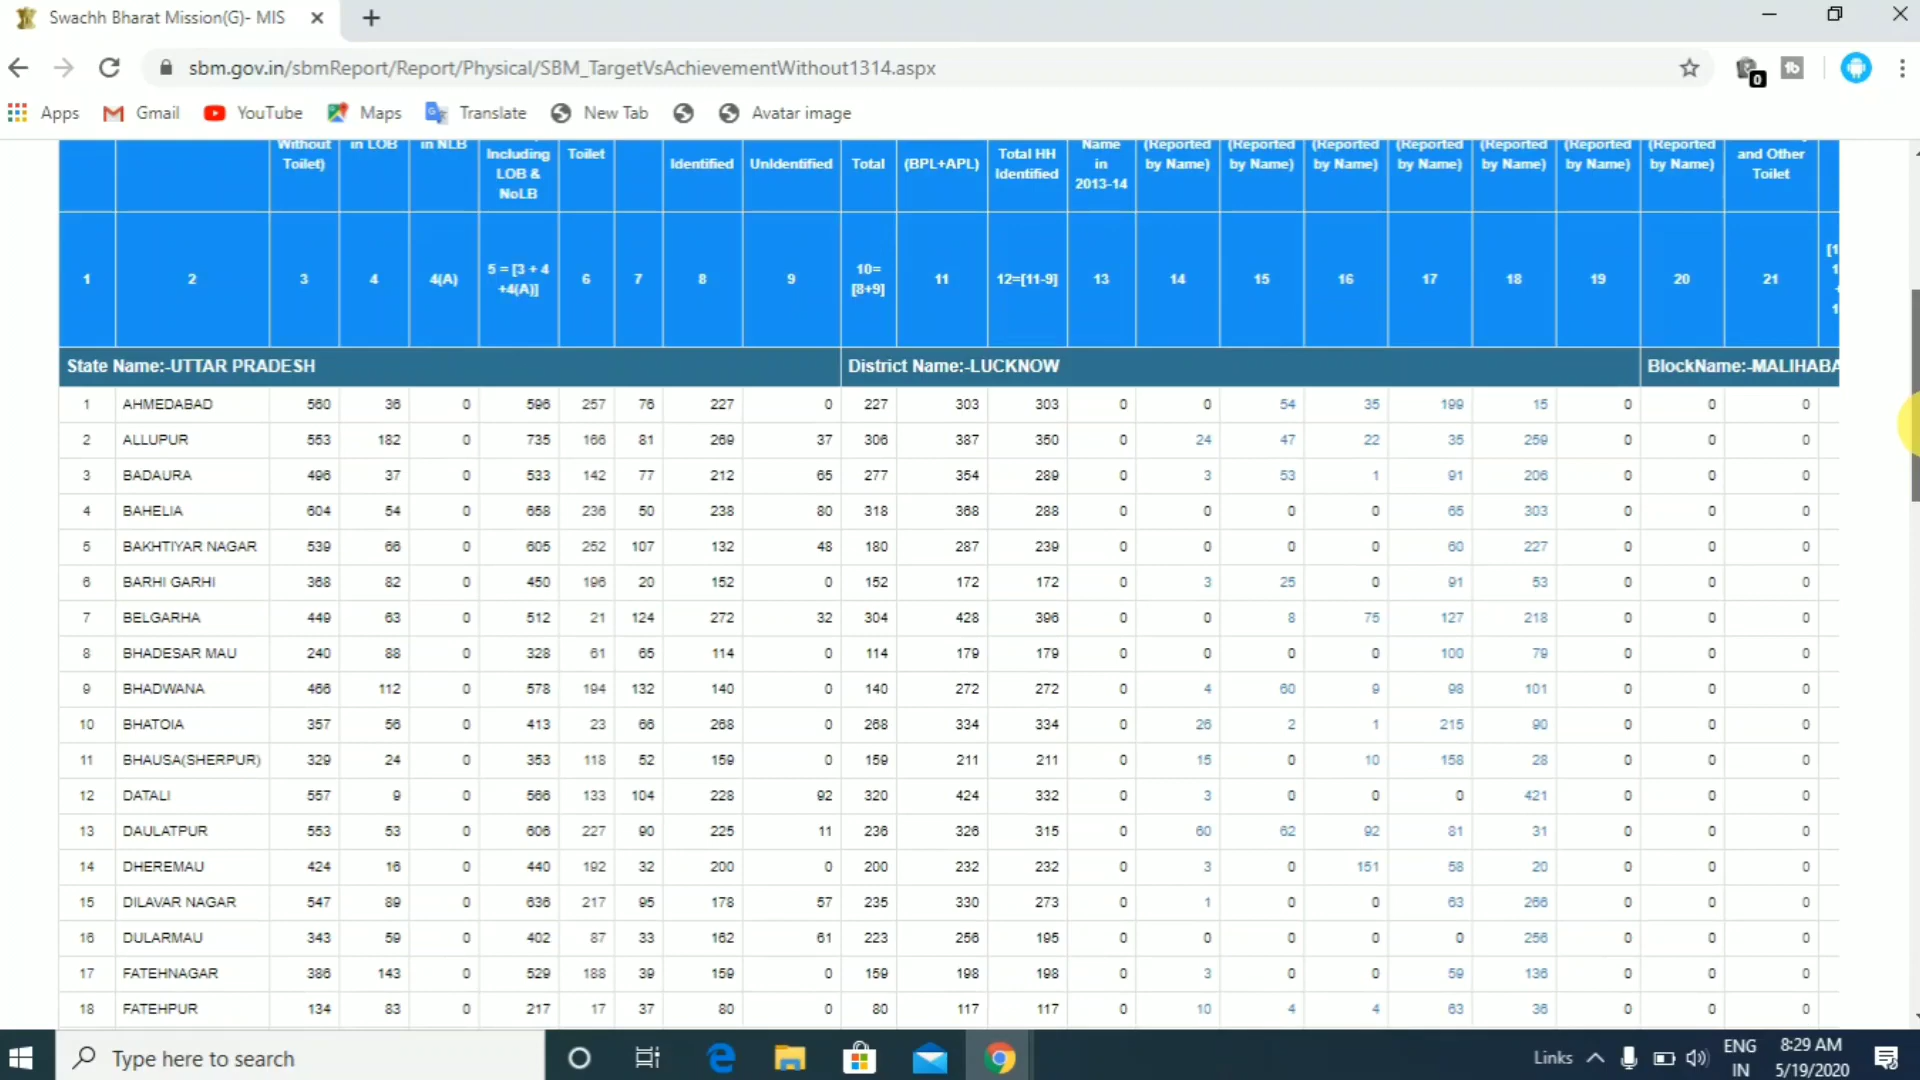 Swachh Bharat Mission(G)- MIS
sbm.gov.in/sbmReport/Report/Physical/SBM_TargetVsAchievementWithout1314.aspx
0
Apps Gmail YouTube Maps Translate New Tab Avatar image
Without Toilet) in LOB in NLB Including LOB & NoLB Toilet Identified UnIdentified Total (BPL+APL) Total HH Identified Name in 2013-14 (Reported by Name) (Reported by Name) (Reported by Name) (Reported by Name) (Reported by Name) (Reported by Name) (Reported by Name) and Other Toilet
1 2 3 4 4(A) 5 = [3 + 4 +4(A)] 6 7 8 9 10= [8+9] 11 12=[11-9] 13 14 15 16 17 18 19 20 21
State Name:-UTTAR PRADESH District Name:-LUCKNOW BlockName:-MALIHABA
1 AHMEDABAD 560 36 0 596 257 76 227 0 227 303 303 0 0 54 35 199 15 0 0 0
2 ALLUPUR 553 182 0 735 166 81 269 37 306 387 350 0 24 47 22 35 259 0 0 0
3 BADAURA 496 37 0 533 142 77 212 65 277 354 289 0 3 53 1 91 206 0 0 0
4 BAHELIA 604 54 0 658 236 50 238 80 318 368 288 0 0 0 0 65 303 0 0 0
5 BAKHTIYAR NAGAR 539 66 0 605 252 107 132 48 180 287 239 0 0 0 0 60 227 0 0 0
6 BARHI GARHI 368 82 0 450 196 20 152 0 152 172 172 0 3 25 0 91 53 0 0 0
7 BELGARHA 449 63 0 512 21 124 272 32 304 428 396 0 0 8 75 127 218 0 0 0
8 BHADESAR MAU 240 88 0 328 61 65 114 0 114 179 179 0 0 0 0 100 79 0 0 0
9 BHADWANA 466 112 0 578 194 132 140 0 140 272 272 0 4 60 9 98 101 0 0 0
10 BHATOIA 357 56 0 413 23 66 268 0 268 334 334 0 26 2 1 215 90 0 0 0
11 BHAUSA(SHERPUR) 329 24 0 353 118 52 159 0 159 211 211 0 15 0 10 158 28 0 0 0
12 DATALI 557 9 0 566 133 104 228 92 320 424 332 0 3 0 0 0 421 0 0 0
13 DAULATPUR 553 53 0 606 227 90 225 11 236 326 315 0 60 62 92 81 31 0 0 0
14 DHEREMAU 424 16 0 440 192 32 200 0 200 232 232 0 3 0 151 58 20 0 0 0
15 DILAVAR NAGAR 547 89 0 636 217 95 178 57 235 330 273 0 1 0 0 63 266 0 0 0
16 DULARMAU 343 59 0 402 87 33 162 61 223 256 195 0 0 0 0 0 256 0 0 0
17 FATEHNAGAR 386 143 0 529 188 39 159 0 159 198 198 0 3 0 0 59 136 0 0 0
18 FATEHPUR 134 83 0 217 17 37 80 0 80 117 117 0 10 4 4 63 36 0 0 0
Type here to search
Links
ENG
IN
8:29 AM
5/19/2020